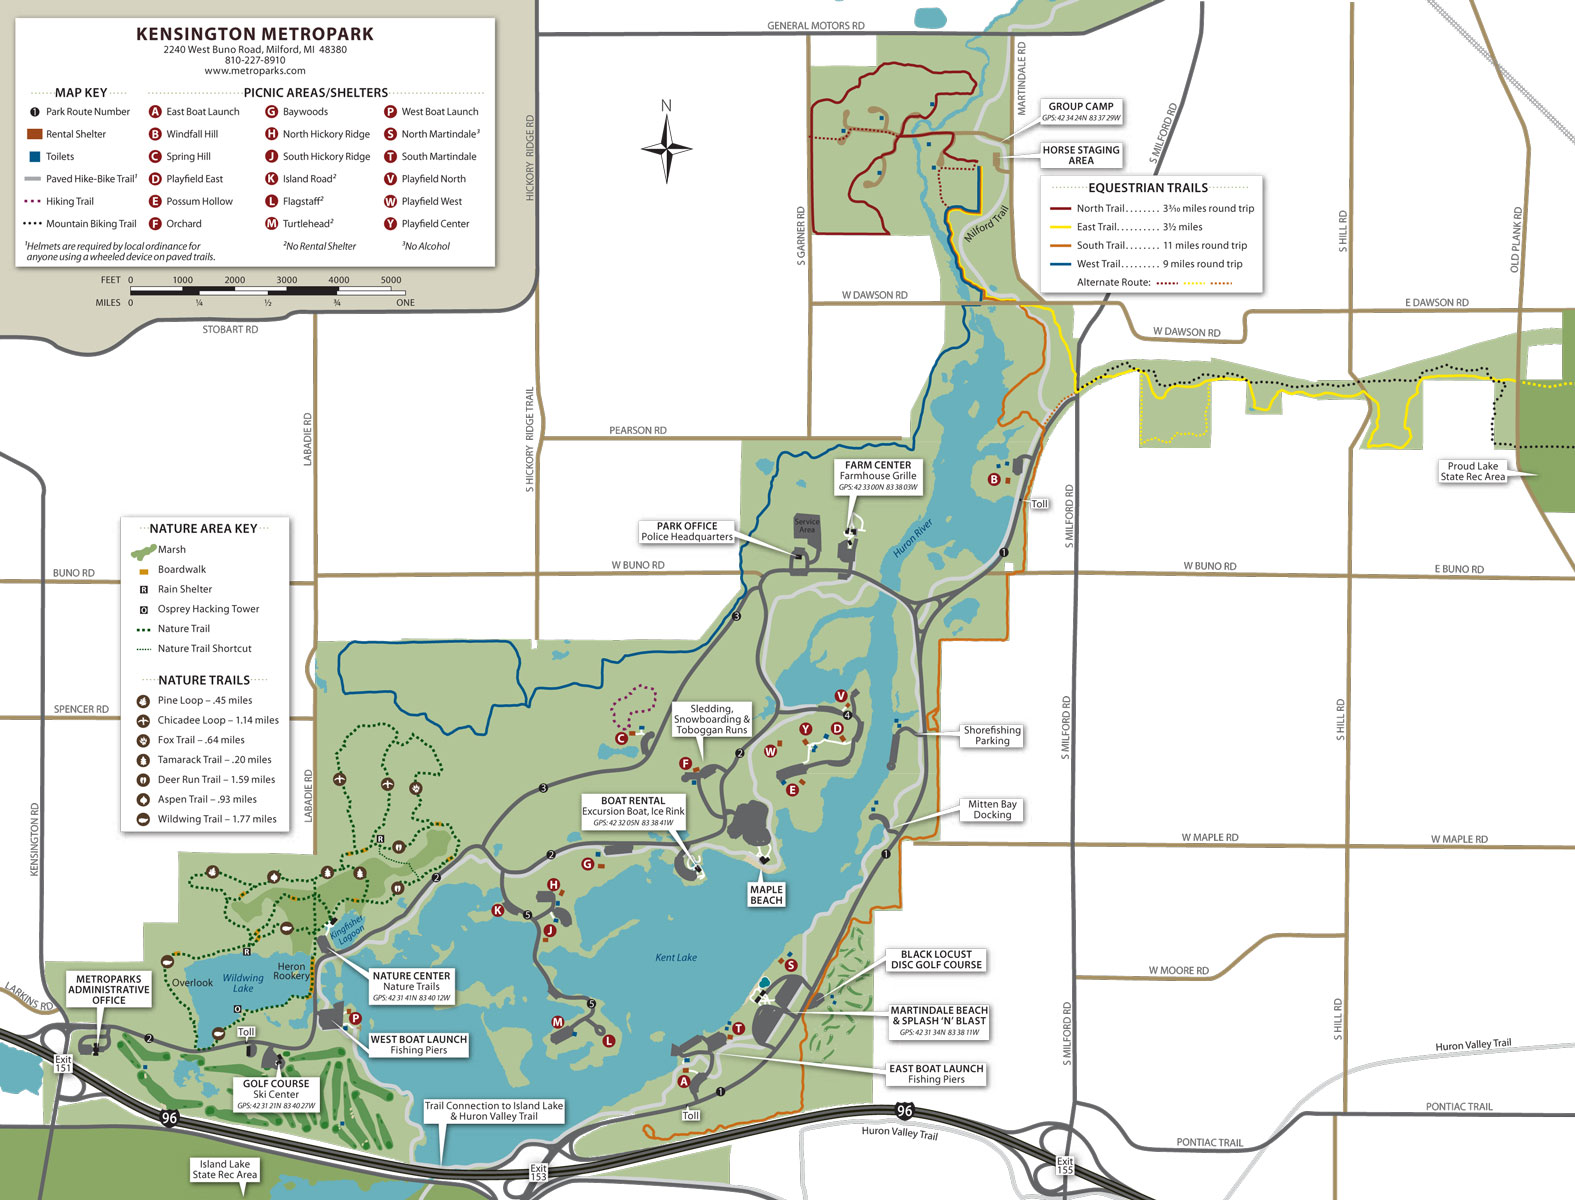 KENSINGTON METROPARK
2240 West Buno Road, Milford, MI 48380
810-227-8910
www.metroparks.com
MAP KEY
1 Park Route Number
Rental Shelter
Toilets
Paved Hike-Bike Trail¹
Hiking Trail
Mountain Biking Trail
PICNIC AREAS/SHELTERS
A East Boat Launch
B Windfall Hill
C Spring Hill
D Playfield East
E Possum Hollow
F Orchard
G Baywoods
H North Hickory Ridge
J South Hickory Ridge
K Island Road²
L Flagstaff²
M Turtlehead²
P West Boat Launch
S North Martindale³
T South Martindale
V Playfield North
W Playfield West
Y Playfield Center
¹Helmets are required by local ordinance for
anyone using a wheeled device on paved trails.
²No Rental Shelter
³No Alcohol
FEET 0 1000 2000 3000 4000 5000
MILES 0 ¼ ½ ¾ ONE
N
GENERAL MOTORS RD
HICKORY RIDGE RD
MARTINDALE RD
S MILFORD RD
S GARNER RD
GROUP CAMP
GPS: 42 34 24N 83 37 29W
HORSE STAGING
AREA
Milford Trail
EQUESTRIAN TRAILS
North Trail........ 3³⁄₁₀ miles round trip
East Trail......... 3½ miles
South Trail........ 11 miles round trip
West Trail......... 9 miles round trip
Alternate Route:
S HILL RD
OLD PLANK RD
W DAWSON RD
E DAWSON RD
W DAWSON RD
STOBART RD
LABADIE RD
S HICKORY RIDGE TRAIL
PEARSON RD
FARM CENTER
Farmhouse Grille
GPS: 42 33 00N 83 38 03W
Proud Lake
State Rec Area
B
Toll
Service
Area
PARK OFFICE
Police Headquarters
Huron River
S MILFORD RD
1
BUNO RD
W BUNO RD
W BUNO RD
E BUNO RD
NATURE AREA KEY
Marsh
Boardwalk
R Rain Shelter
O Osprey Hacking Tower
Nature Trail
Nature Trail Shortcut
NATURE TRAILS
Pine Loop – .45 miles
Chicadee Loop – 1.14 miles
Fox Trail – .64 miles
Tamarack Trail – .20 miles
Deer Run Trail – 1.59 miles
Aspen Trail – .93 miles
Wildwing Trail – 1.77 miles
3
SPENCER RD
Sledding,
Snowboarding &
Toboggan Runs
V
4
Y
D
W
E
C
F
2
Shorefishing
Parking
S MILFORD RD
S HILL RD
LABADIE RD
KENSINGTON RD
3
BOAT RENTAL
Excursion Boat, Ice Rink
GPS: 42 32 05N 83 38 41W
Mitten Bay
Docking
W MAPLE RD
W MAPLE RD
R
2
G
1
MAPLE
BEACH
2
H
K
5
J
Kingfisher
Lagoon
R
Kent Lake
Heron
Rookery
Wildwing
Lake
Overlook
O
NATURE CENTER
Nature Trails
GPS: 42 31 41N 83 40 12W
S
BLACK LOCUST
DISC GOLF COURSE
W MOORE RD
METROPARKS
ADMINISTRATIVE
OFFICE
LARKINS RD
5
M
L
P
T
MARTINDALE BEACH
& SPLASH 'N' BLAST
GPS: 42 31 34N 83 38 11W
S MILFORD RD
S HILL RD
2
Toll
WEST BOAT LAUNCH
Fishing Piers
EAST BOAT LAUNCH
Fishing Piers
Huron Valley Trail
Exit
151
GOLF COURSE
Ski Center
GPS: 42 31 21N 83 40 27W
A
1
Toll
96
Trail Connection to Island Lake
& Huron Valley Trail
96
PONTIAC TRAIL
Huron Valley Trail
PONTIAC TRAIL
Island Lake
State Rec Area
Exit
153
Exit
155